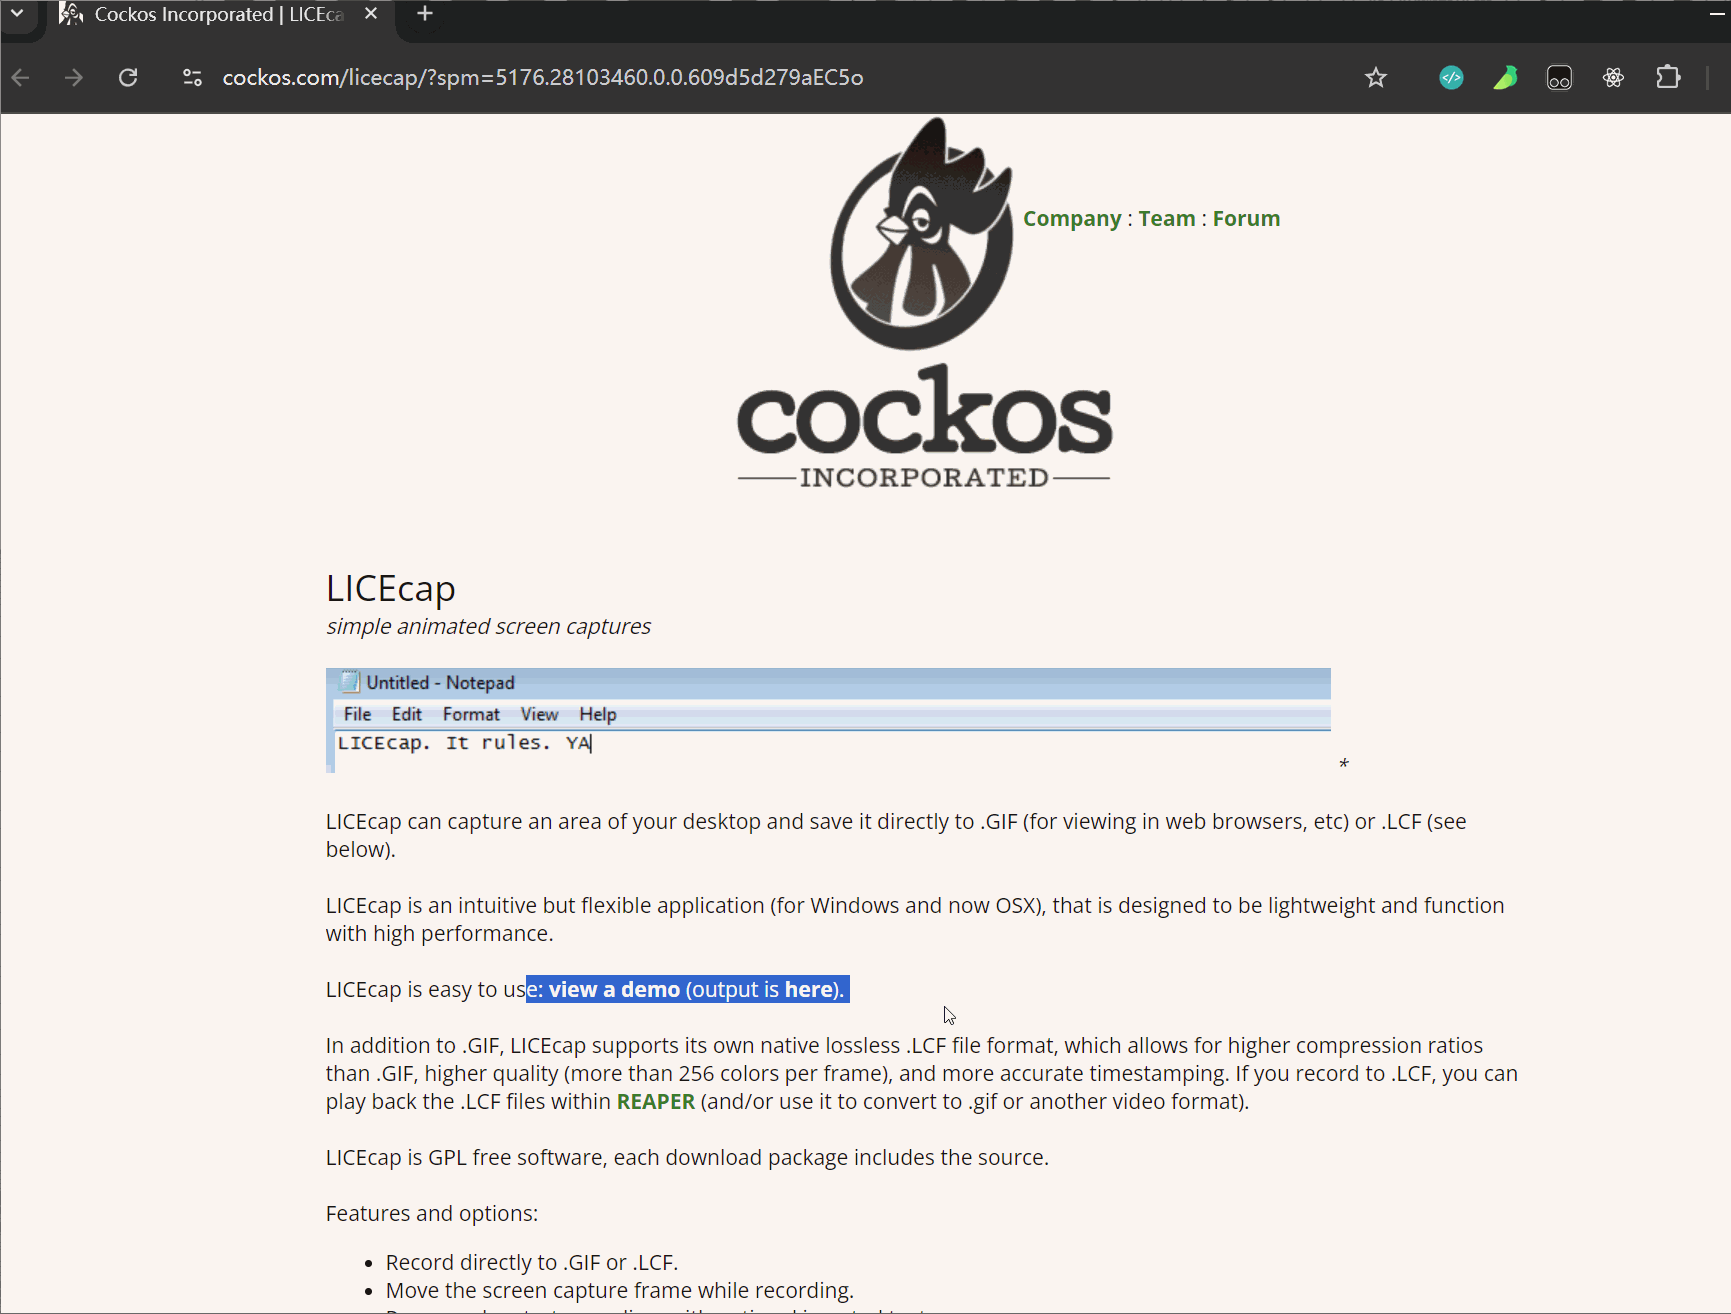 Cockos Incorporated | LICEca
cockos.com/licecap/?spm=5176.28103460.0.0.609d5d279aEC5o
Company : Team : Forum
cockos
INCORPORATED
LICEcap
simple animated screen captures
Untitled - Notepad
File Edit Format View Help
LICEcap. It rules. YA
*
LICEcap can capture an area of your desktop and save it directly to .GIF (for viewing in web browsers, etc) or .LCF (see
below).
LICEcap is an intuitive but flexible application (for Windows and now OSX), that is designed to be lightweight and function
with high performance.
LICEcap is easy to use: view a demo (output is here).
In addition to .GIF, LICEcap supports its own native lossless .LCF file format, which allows for higher compression ratios
than .GIF, higher quality (more than 256 colors per frame), and more accurate timestamping. If you record to .LCF, you can
play back the .LCF files within REAPER (and/or use it to convert to .gif or another video format).
LICEcap is GPL free software, each download package includes the source.
Features and options:
• Record directly to .GIF or .LCF.
• Move the screen capture frame while recording.